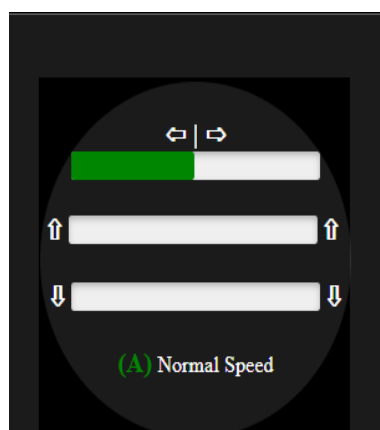 ⇦ | ⇨
⇧ ⇧
⇩ ⇩
(A) Normal Speed